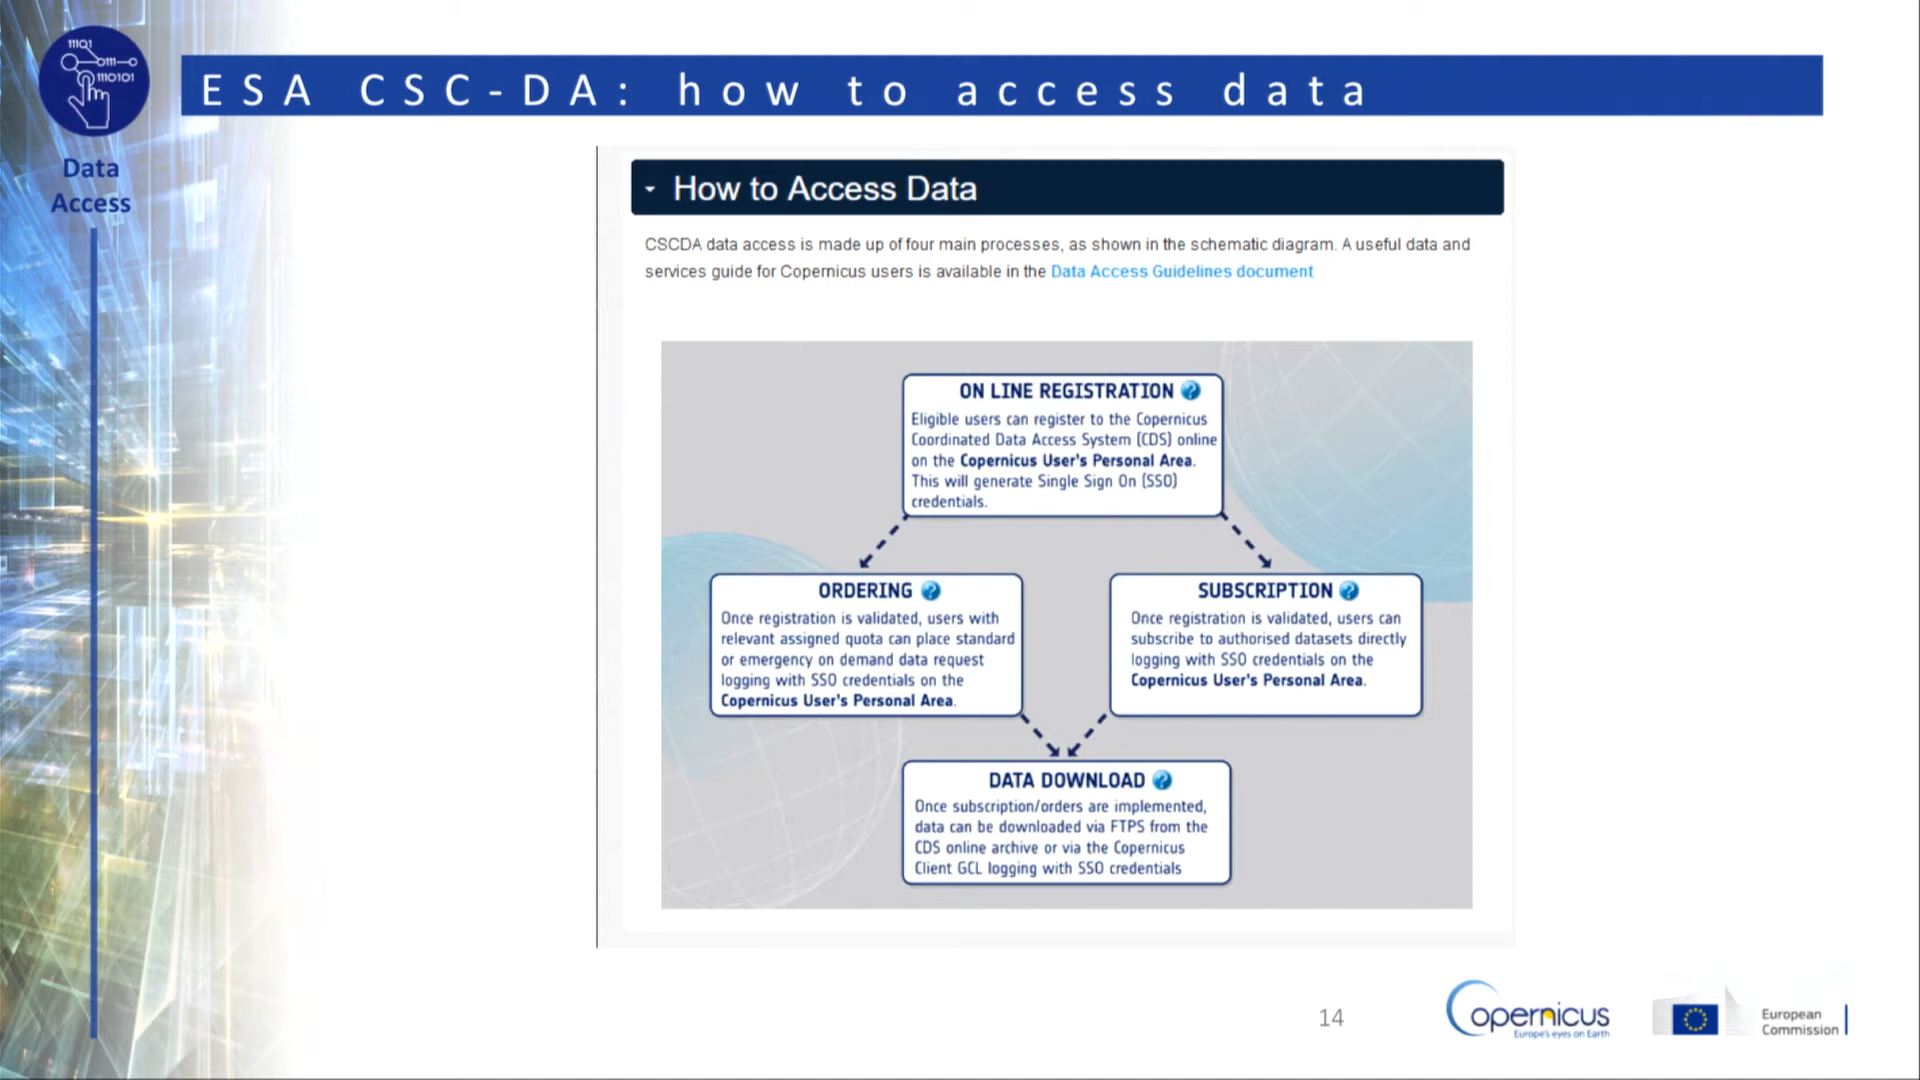 11101
0111
1110101
ESA CSC-DA: how to access data
Data
Access
How to Access Data
CSCDA data access is made up of four main processes, as shown in the schematic diagram. A useful data and
services guide for Copernicus users is available in the Data Access Guidelines document
ON LINE REGISTRATION ?
Eligible users can register to the Copernicus
Coordinated Data Access System (CDS) online
on the Copernicus User's Personal Area.
This will generate Single Sign On (SSO)
credentials.
ORDERING ?
Once registration is validated, users with
relevant assigned quota can place standard
or emergency on demand data request
logging with SSO credentials on the
Copernicus User's Personal Area.
SUBSCRIPTION ?
Once registration is validated, users can
subscribe to authorised datasets directly
logging with SSO credentials on the
Copernicus User's Personal Area.
DATA DOWNLOAD ?
Once subscription/orders are implemented,
data can be downloaded via FTPS from the
CDS online archive or via the Copernicus
Client GCL logging with SSO credentials
14
Copernicus
Europe's eyes on Earth
European
Commission